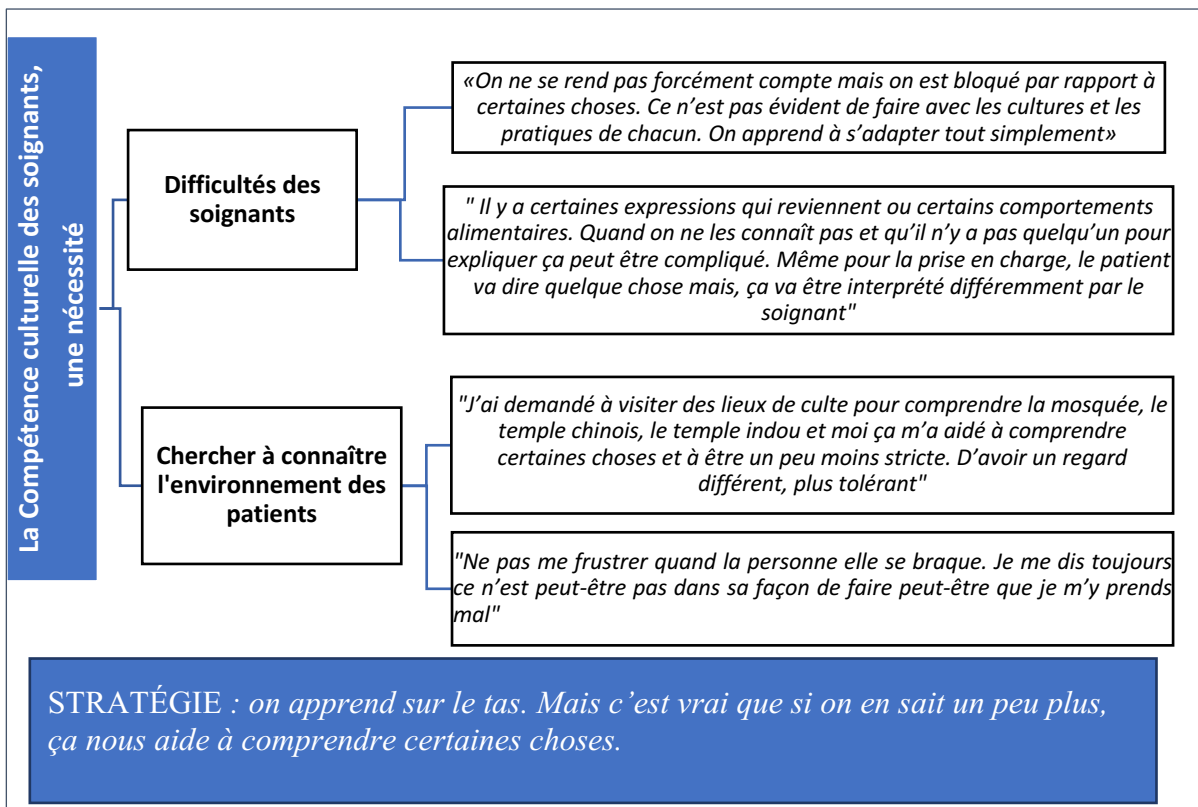 La Compétence culturelle des soignants,
une nécessité
Difficultés des
soignants
«On ne se rend pas forcément compte mais on est bloqué par rapport à
certaines choses. Ce n’est pas évident de faire avec les cultures et les
pratiques de chacun. On apprend à s’adapter tout simplement»
" Il y a certaines expressions qui reviennent ou certains comportements
alimentaires. Quand on ne les connaît pas et qu’il n’y a pas quelqu’un pour
expliquer ça peut être compliqué. Même pour la prise en charge, le patient
va dire quelque chose mais, ça va être interprété différemment par le
soignant"
Chercher à connaître
l'environnement des
patients
"J’ai demandé à visiter des lieux de culte pour comprendre la mosquée, le
temple chinois, le temple indou et moi ça m’a aidé à comprendre
certaines choses et à être un peu moins stricte. D’avoir un regard
différent, plus tolérant"
"Ne pas me frustrer quand la personne elle se braque. Je me dis toujours
ce n’est peut-être pas dans sa façon de faire peut-être que je m’y prends
mal"
STRATÉGIE : on apprend sur le tas. Mais c’est vrai que si on en sait un peu plus,
ça nous aide à comprendre certaines choses.